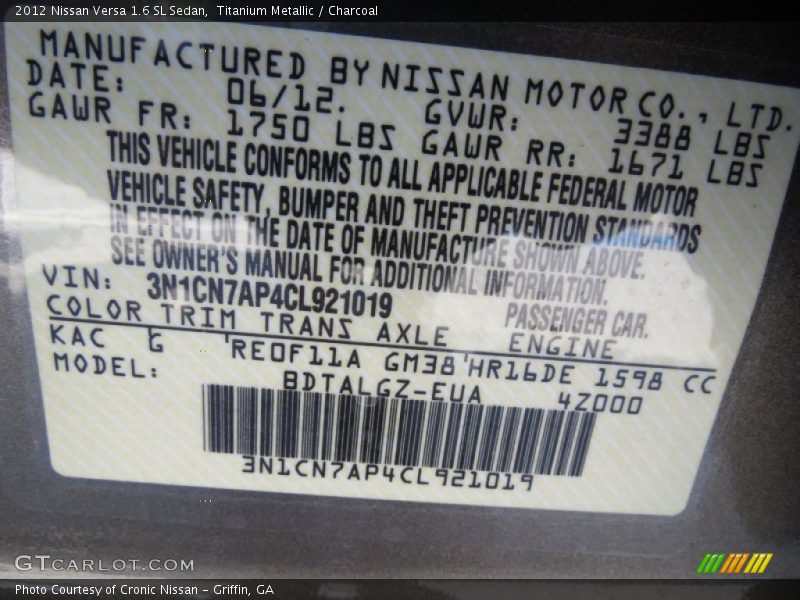 2012 Nissan Versa 1.6 SL Sedan, Titanium Metallic / Charcoal
MANUFACTURED BY NISSAN MOTOR CO., LTD.
DATE: 06/12. GVWR: 3388 LBS
GAWR FR: 1750 LBS GAWR RR: 1671 LBS
THIS VEHICLE CONFORMS TO ALL APPLICABLE FEDERAL MOTOR
VEHICLE SAFETY, BUMPER AND THEFT PREVENTION STANDARDS
IN EFFECT ON THE DATE OF MANUFACTURE SHOWN ABOVE.
SEE OWNER'S MANUAL FOR ADDITIONAL INFORMATION.
VIN: 3N1CN7AP4CL921019 PASSENGER CAR.
COLOR TRIM TRANS AXLE ENGINE
KAC G RE0F11A GM38 HR16DE 1598 CC
MODEL: BDTALGZ-EUA 4Z000
3N1CN7AP4CL921019
GTCARLOT.COM
Photo Courtesy of Cronic Nissan - Griffin, GA